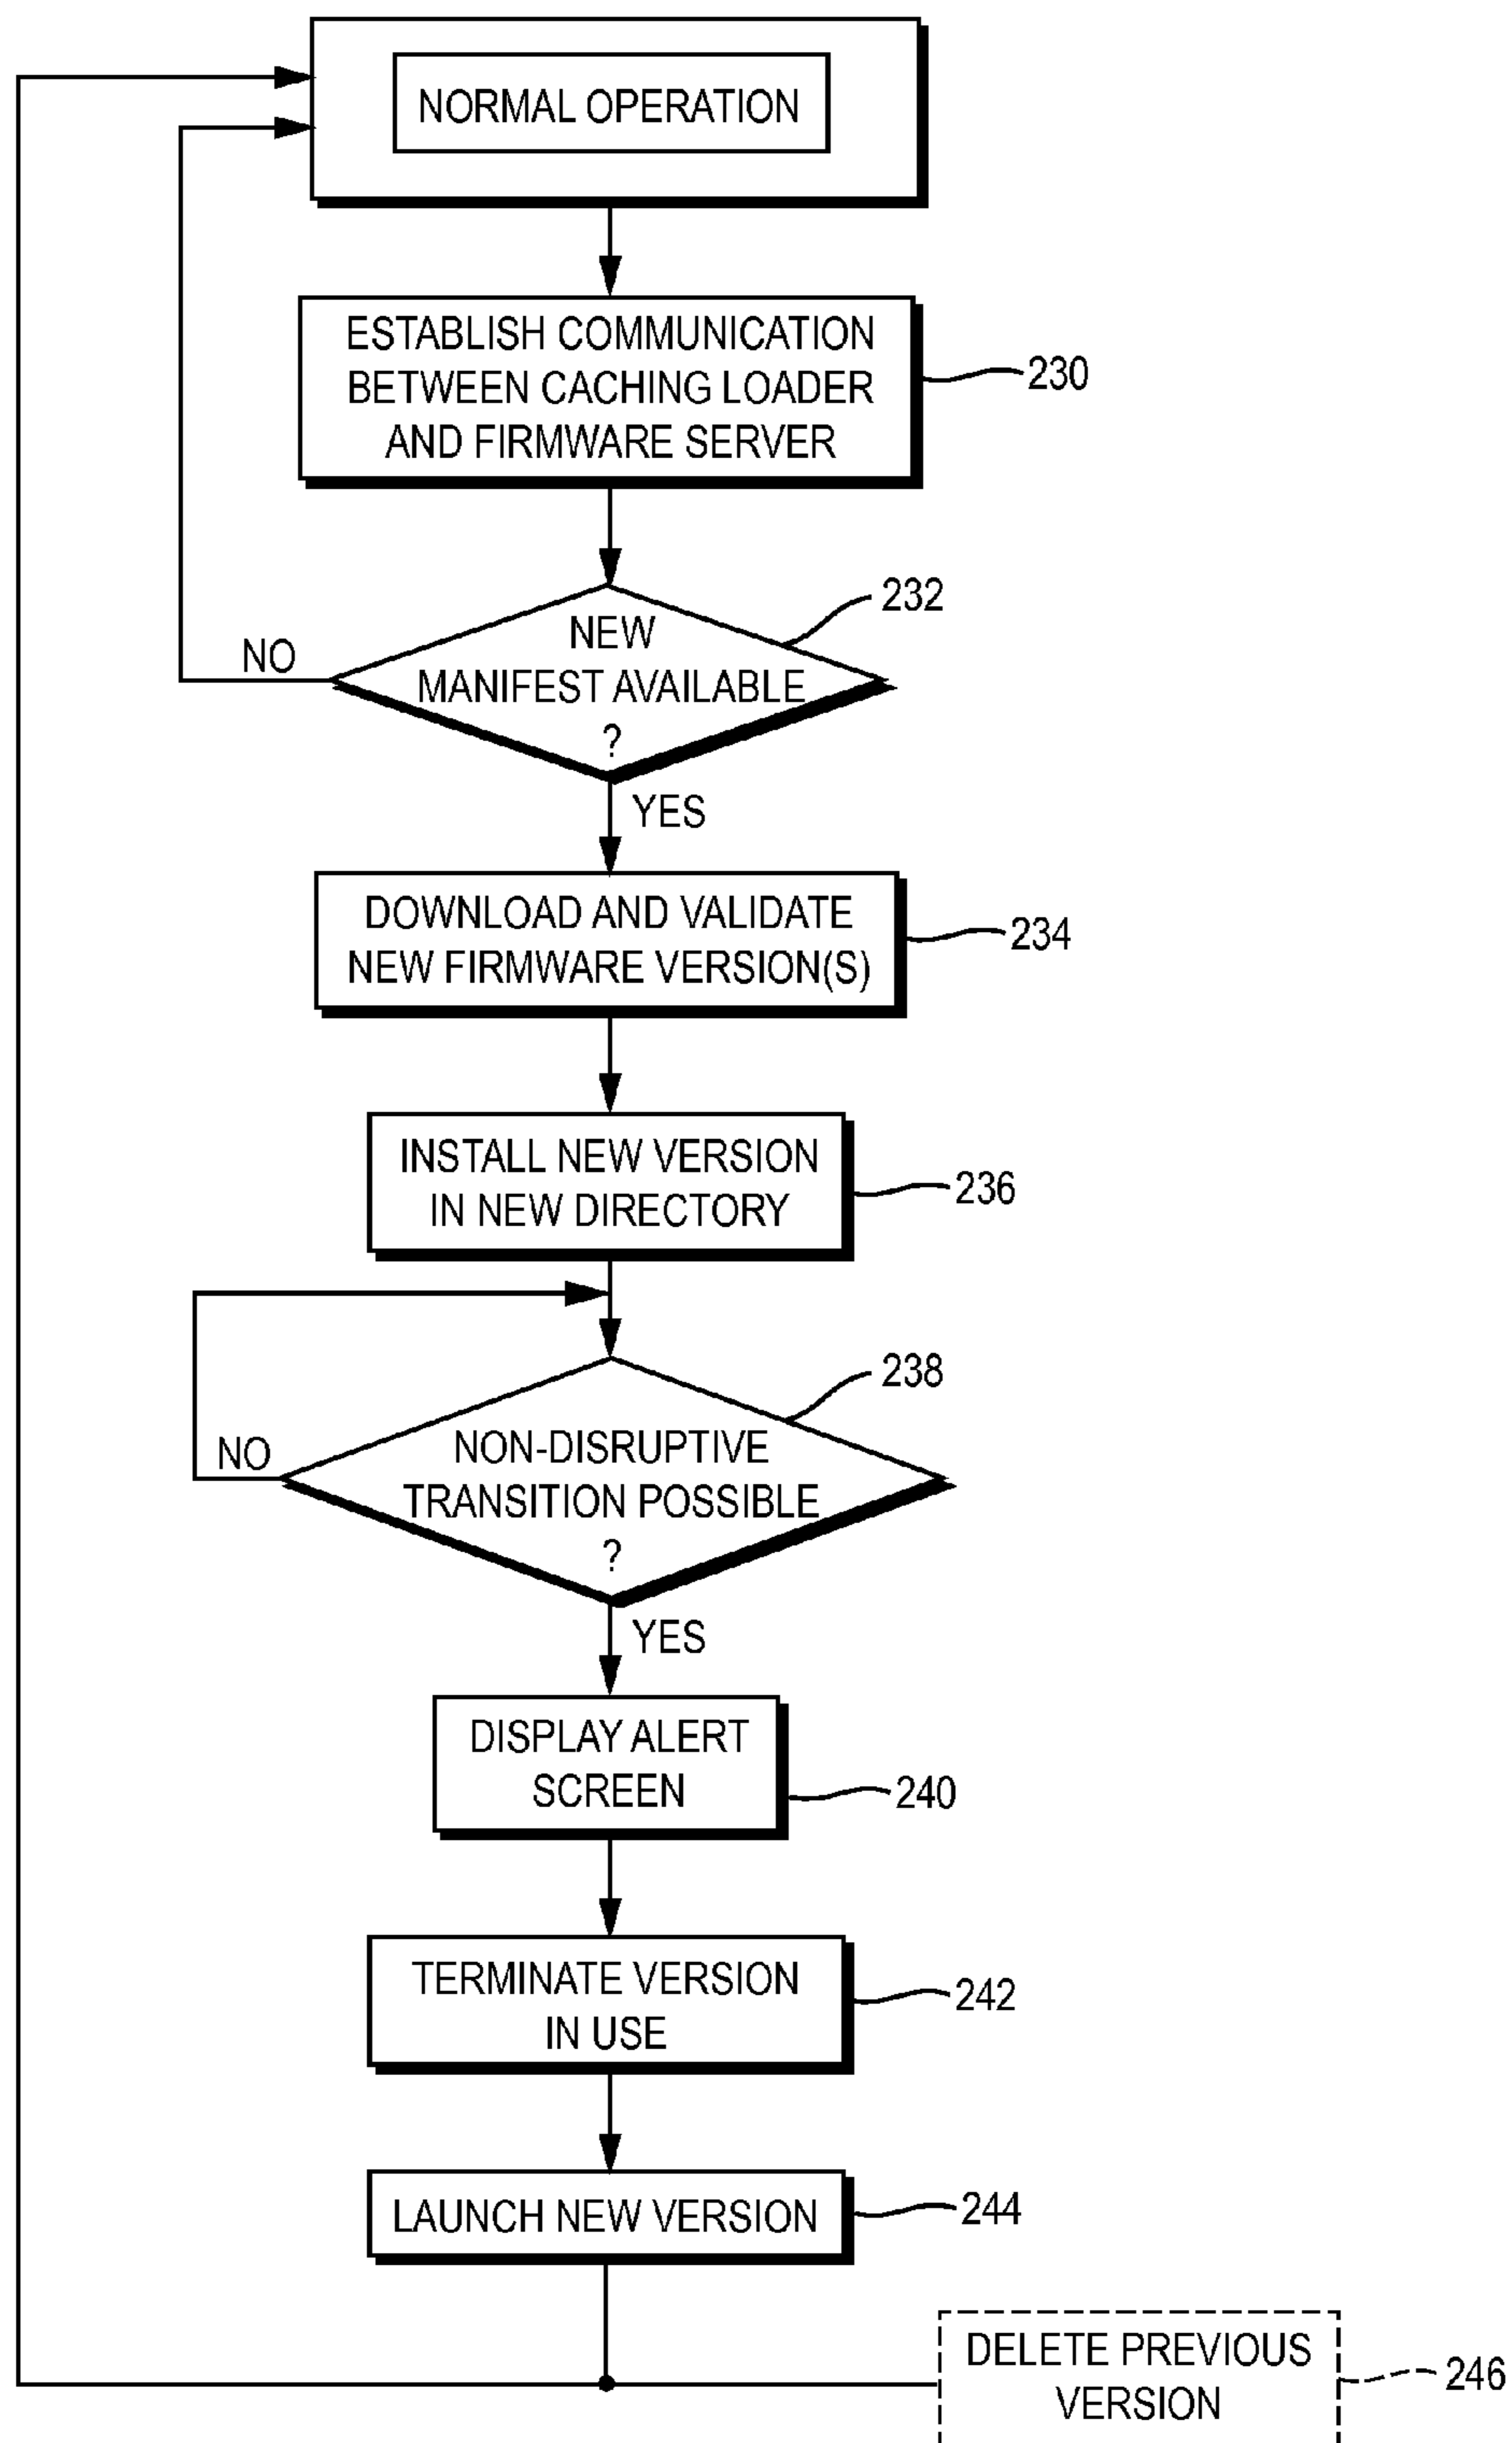 NORMAL OPERATION
ESTABLISH COMMUNICATION
BETWEEN CACHING LOADER
AND FIRMWARE SERVER
230
232
NEW
MANIFEST AVAILABLE
?
NO
YES
DOWNLOAD AND VALIDATE
NEW FIRMWARE VERSION(S)
234
INSTALL NEW VERSION
IN NEW DIRECTORY
236
238
NON-DISRUPTIVE
TRANSITION POSSIBLE
?
NO
YES
DISPLAY ALERT
SCREEN
240
TERMINATE VERSION
IN USE
242
LAUNCH NEW VERSION
244
DELETE PREVIOUS
VERSION
246